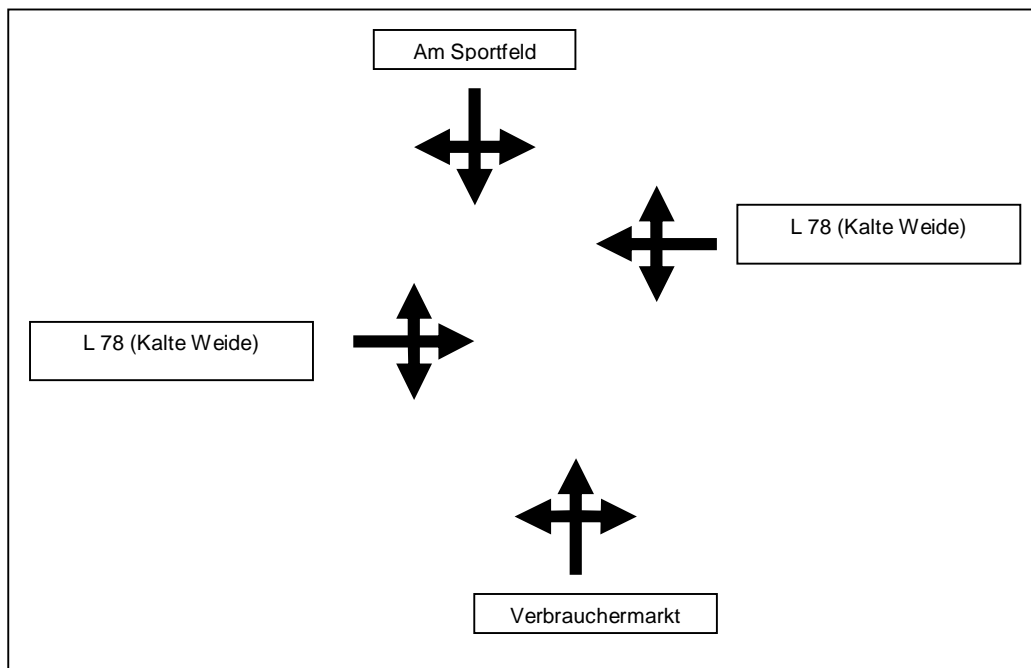 Am Sportfeld
L 78 (Kalte Weide)
L 78 (Kalte Weide)
Verbrauchermarkt